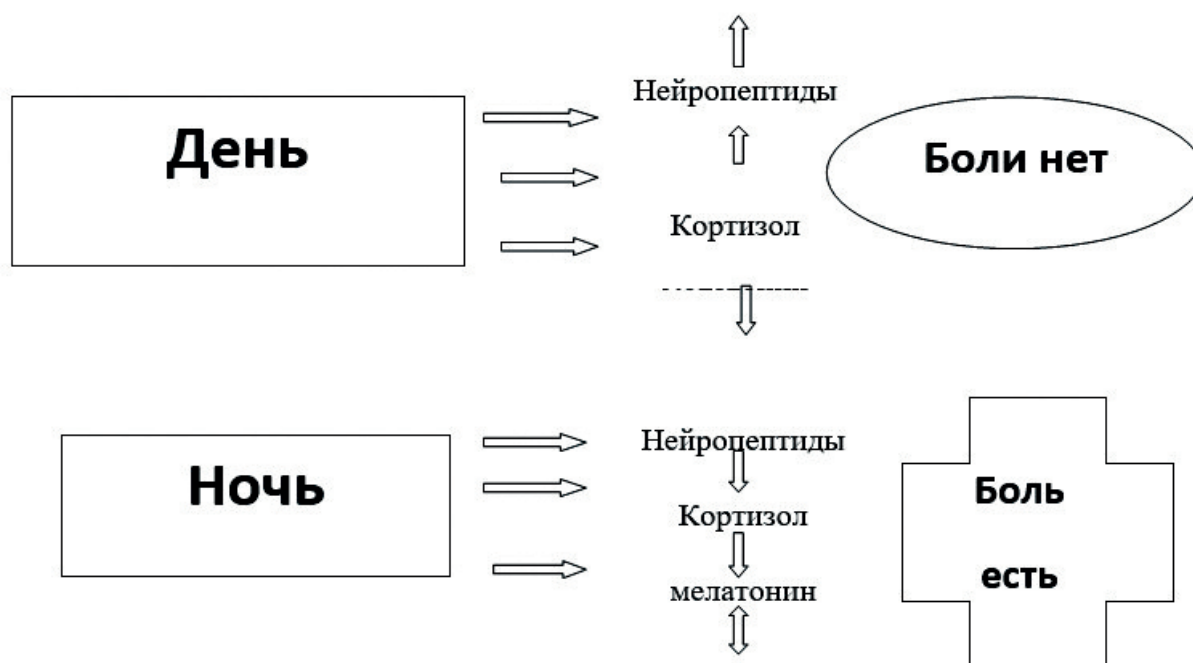 Нейропептиды
День
Боли нет
Кортизол
Нейропептиды
Ночь
Кортизол
Боль
есть
мелатонин